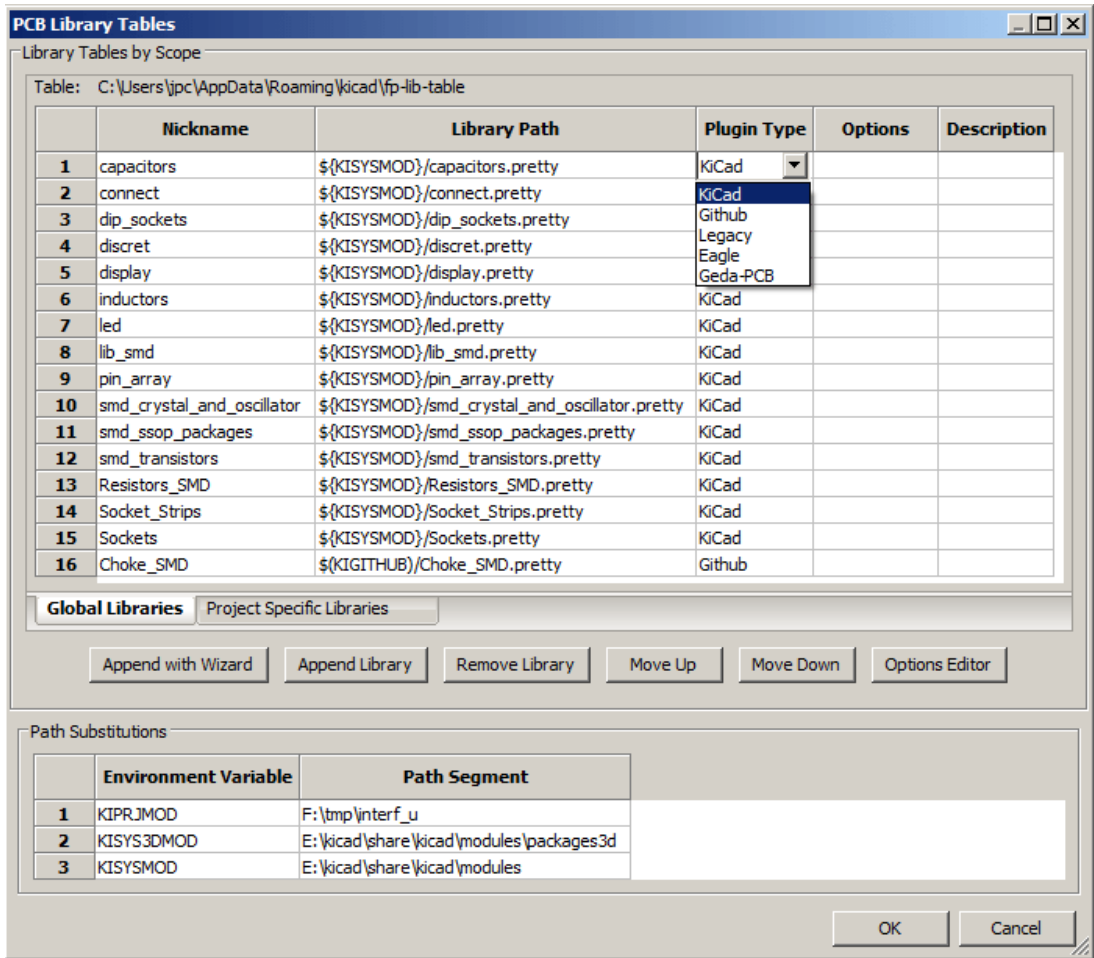 PCB Library Tables
Library Tables by Scope
Table: C:\Users\jpc\AppData\Roaming\kicad\fp-lib-table
Nickname Library Path Plugin Type Options Description
1 capacitors ${KISYSMOD}/capacitors.pretty KiCad
2 connect ${KISYSMOD}/connect.pretty KiCad
3 dip_sockets ${KISYSMOD}/dip_sockets.pretty Github
4 discret ${KISYSMOD}/discret.pretty Legacy
5 display ${KISYSMOD}/display.pretty Eagle
Geda-PCB
6 inductors ${KISYSMOD}/inductors.pretty KiCad
7 led ${KISYSMOD}/led.pretty KiCad
8 lib_smd ${KISYSMOD}/lib_smd.pretty KiCad
9 pin_array ${KISYSMOD}/pin_array.pretty KiCad
10 smd_crystal_and_oscillator ${KISYSMOD}/smd_crystal_and_oscillator.pretty KiCad
11 smd_ssop_packages ${KISYSMOD}/smd_ssop_packages.pretty KiCad
12 smd_transistors ${KISYSMOD}/smd_transistors.pretty KiCad
13 Resistors_SMD ${KISYSMOD}/Resistors_SMD.pretty KiCad
14 Socket_Strips ${KISYSMOD}/Socket_Strips.pretty KiCad
15 Sockets ${KISYSMOD}/Sockets.pretty KiCad
16 Choke_SMD $(KIGITHUB)/Choke_SMD.pretty Github
Global Libraries Project Specific Libraries
Append with Wizard Append Library Remove Library Move Up Move Down Options Editor
Path Substitutions
Environment Variable Path Segment
1 KIPRJMOD F:\tmp\interf_u
2 KISYS3DMOD E:\kicad\share\kicad\modules\packages3d
3 KISYSMOD E:\kicad\share\kicad\modules
OK Cancel